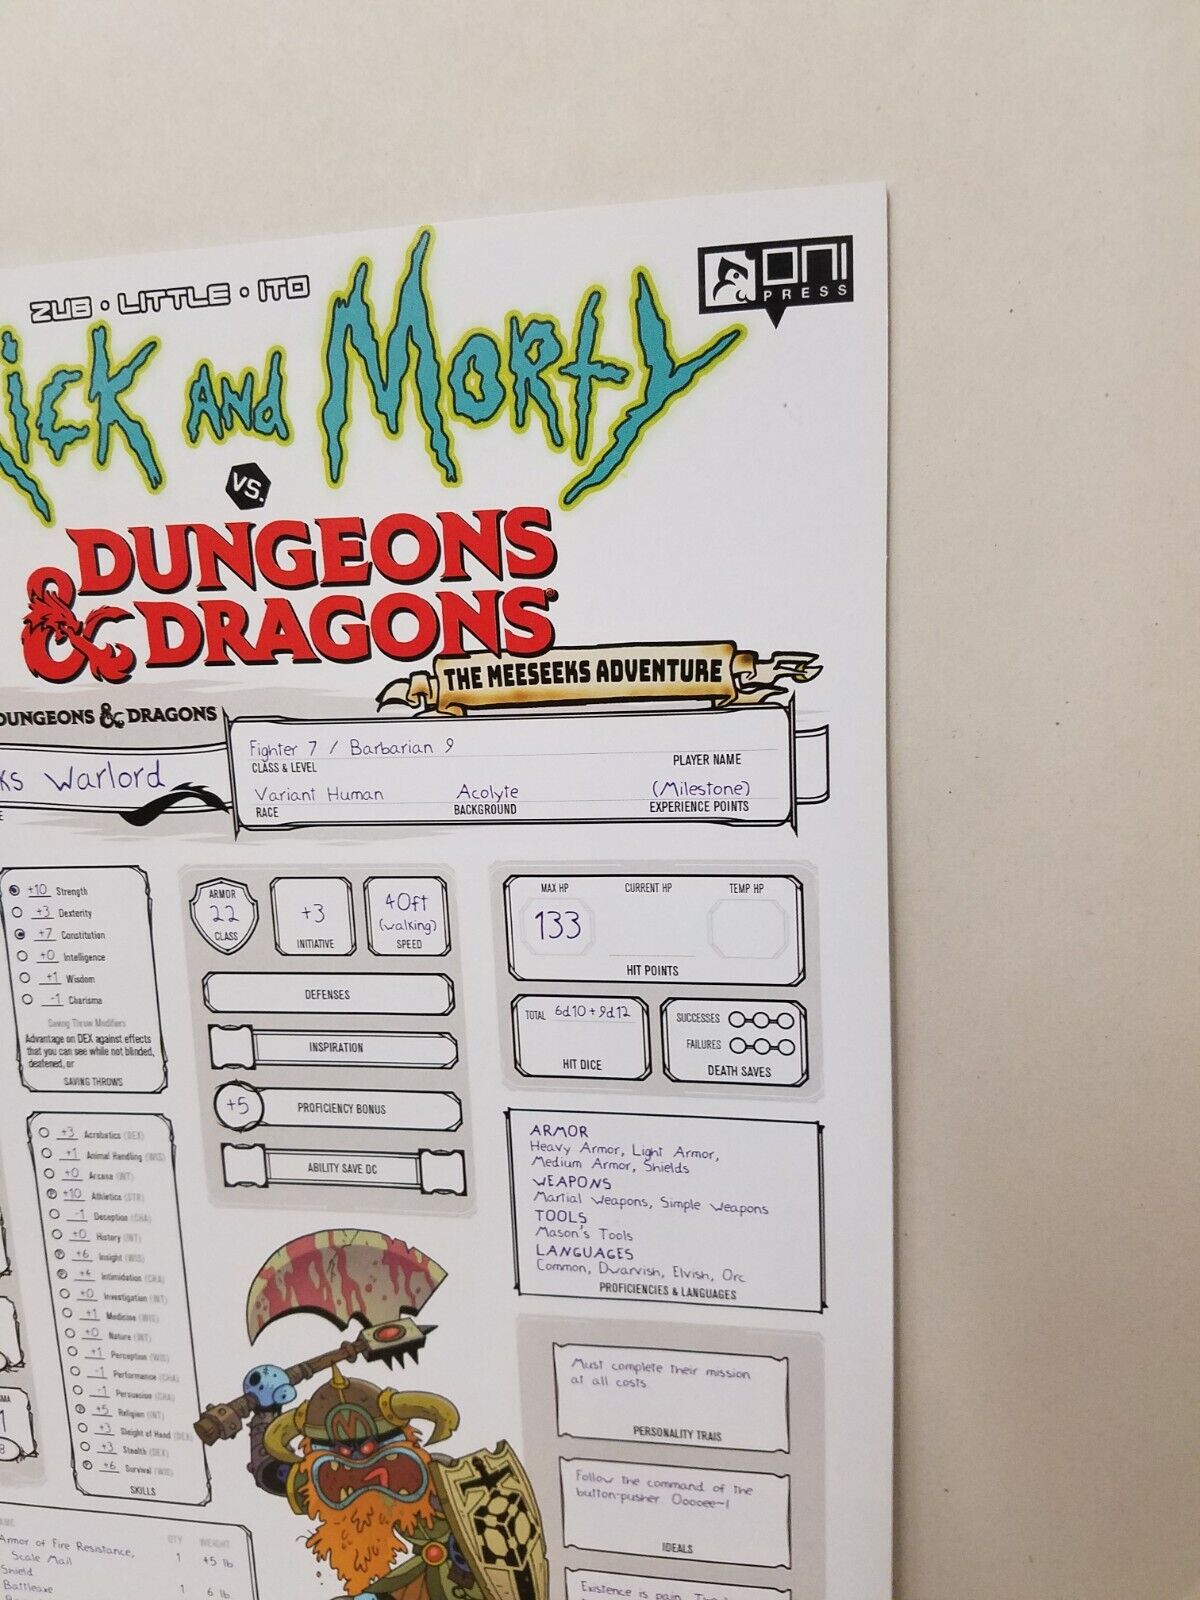 ZUB • LITTLE • ITO
ONI
PRESS
Rick and Morty
VS.
DUNGEONS
& DRAGONS®
THE MEESEEKS ADVENTURE
DUNGEONS & DRAGONS
Warlord
Fighter 7 / Barbarian 9
CLASS & LEVEL
PLAYER NAME
Variant Human
Acolyte
(Milestone)
RACE
BACKGROUND
EXPERIENCE POINTS
+10 Strength
+3 Dexterity
+7 Constitution
+0 Intelligence
+1 Wisdom
-1 Charisma
Saving Throw Modifiers
Advantage on DEX against effects
that you can see while not blinded,
deafened, or
SAVING THROWS
ARMOR
22
CLASS
+3
INITIATIVE
40ft
(walking)
SPEED
DEFENSES
INSPIRATION
+5
PROFICIENCY BONUS
ABILITY SAVE DC
MAX HP
CURRENT HP
TEMP HP
133
HIT POINTS
TOTAL 6d10+9d12
HIT DICE
SUCCESSES
FAILURES
DEATH SAVES
+3 Acrobatics (DEX)
+1 Animal Handling (WIS)
+0 Arcana (INT)
P +10 Athletics (STR)
-1 Deception (CHA)
+0 History (INT)
P +6 Insight (WIS)
P +4 Intimidation (CHA)
+0 Investigation (INT)
+1 Medicine (WIS)
+0 Nature (INT)
+1 Perception (WIS)
-1 Performance (CHA)
-1 Persuasion (CHA)
P +5 Religion (INT)
+3 Sleight of Hand (DEX)
+3 Stealth (DEX)
P +6 Survival (WIS)
SKILLS
ARMOR
Heavy Armor, Light Armor,
Medium Armor, Shields
WEAPONS
Martial Weapons, Simple Weapons
TOOLS
Mason's Tools
LANGUAGES
Common, Dwarvish, Elvish, Orc
PROFICIENCIES & LANGUAGES
Must complete their mission
at all costs.
PERSONALITY TRAIS
Follow the command of the
button-pusher Ooooee~!
IDEALS
Existence is pain.
QTY WEIGHT
Armor of Fire Resistance,
Scale Mail
1 45 lb.
Shield
Battleaxe 1 6 lb.
M